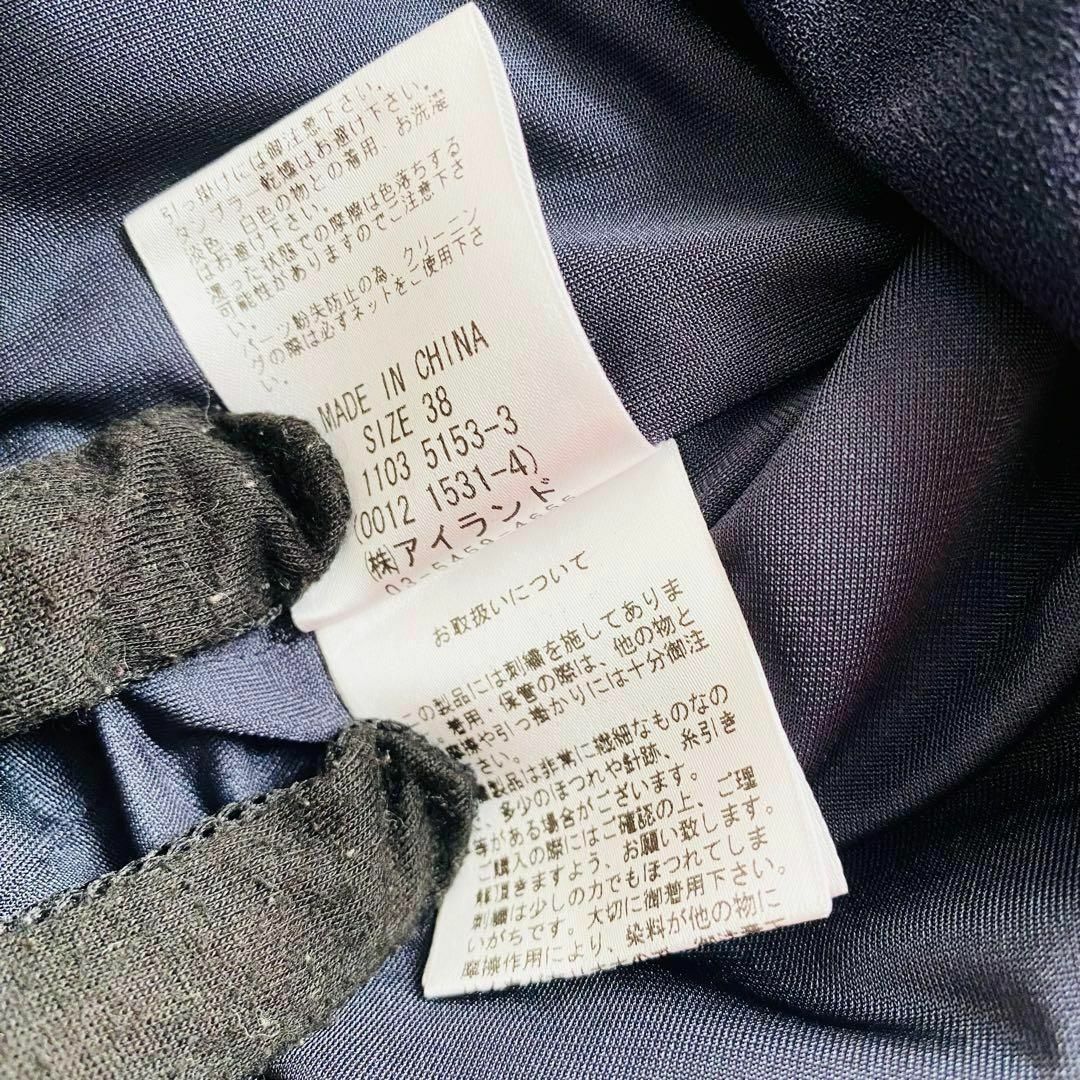 引っ掛けには御注意下さい。
タンブラー乾燥はお避け下さい。
淡色、白色の物との着用、お洗濯
はお避け下さい。
湿った状態での摩擦は色落ちする
可能性がありますのでご注意下さ
い。
パーツ紛失防止の為、クリーニン
グの際は必ずネットをご使用下さ
い。
MADE IN CHINA
SIZE 38
1103 5153-3
(0012 1531-4)
㈱アイランド
お取扱いについて
この製品には刺繍を施してありま
着用・保管の際は、他の物と
摩擦や引っ掛かりには十分御注
製品は非常に繊細なものなの
、多少のほつれや針跡、糸引き
等がある場合がございます。
ご購入の際にはご確認の上、ご理
解頂きますよう、お願い致します。
刺繍は少しの力でもほつれてしま
いがちです。大切に御着用下さい。
摩擦作用により、染料が他の物に